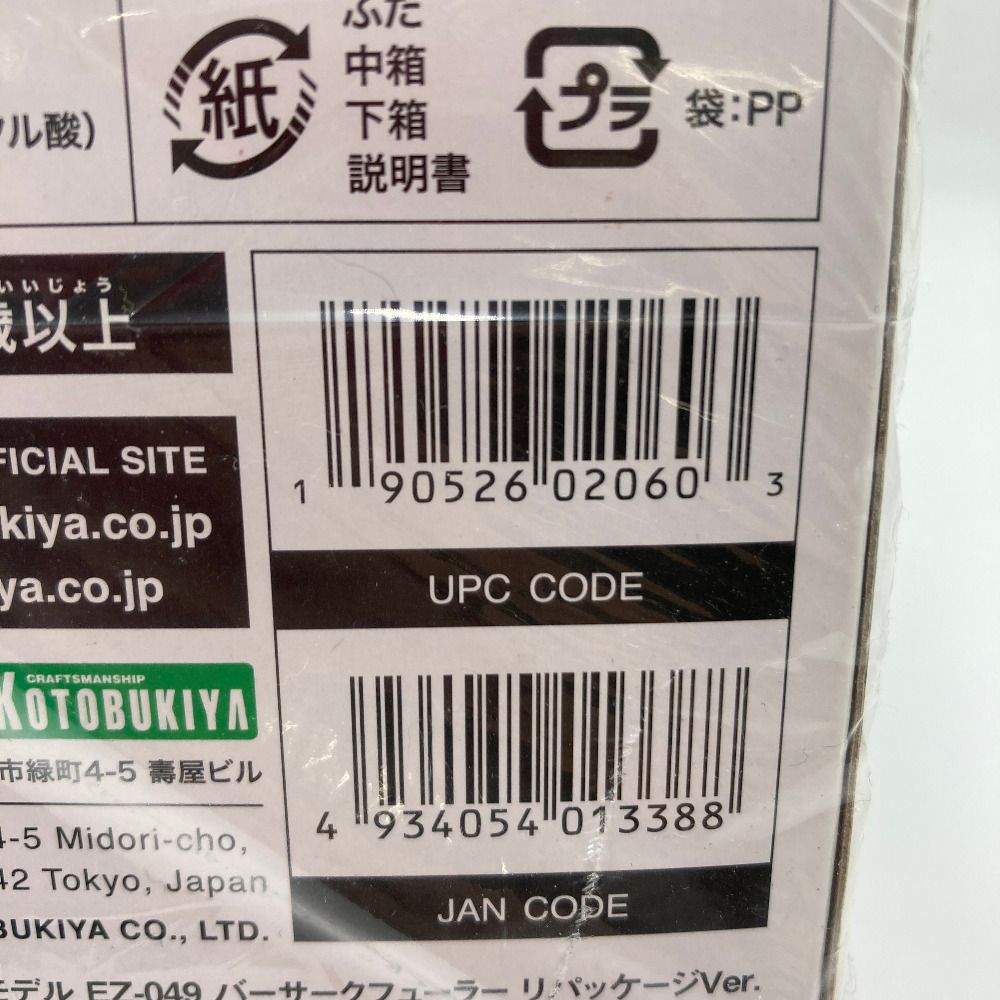 ル酸)
紙
ふた
中箱
下箱
説明書
プラ
袋:PP
いいじょう
歳以上
FICIAL SITE
kiya.co.jp
ya.co.jp
CRAFTSMANSHIP
KOTOBUKIYA
市緑町4-5 壽屋ビル
4-5 Midori-cho,
42 Tokyo, Japan
BUKIYA CO., LTD.
1 90526 02060 3
UPC CODE
4 934054 013388
JAN CODE
モデル EZ-049 バーサークフューラー リパッケージVer.